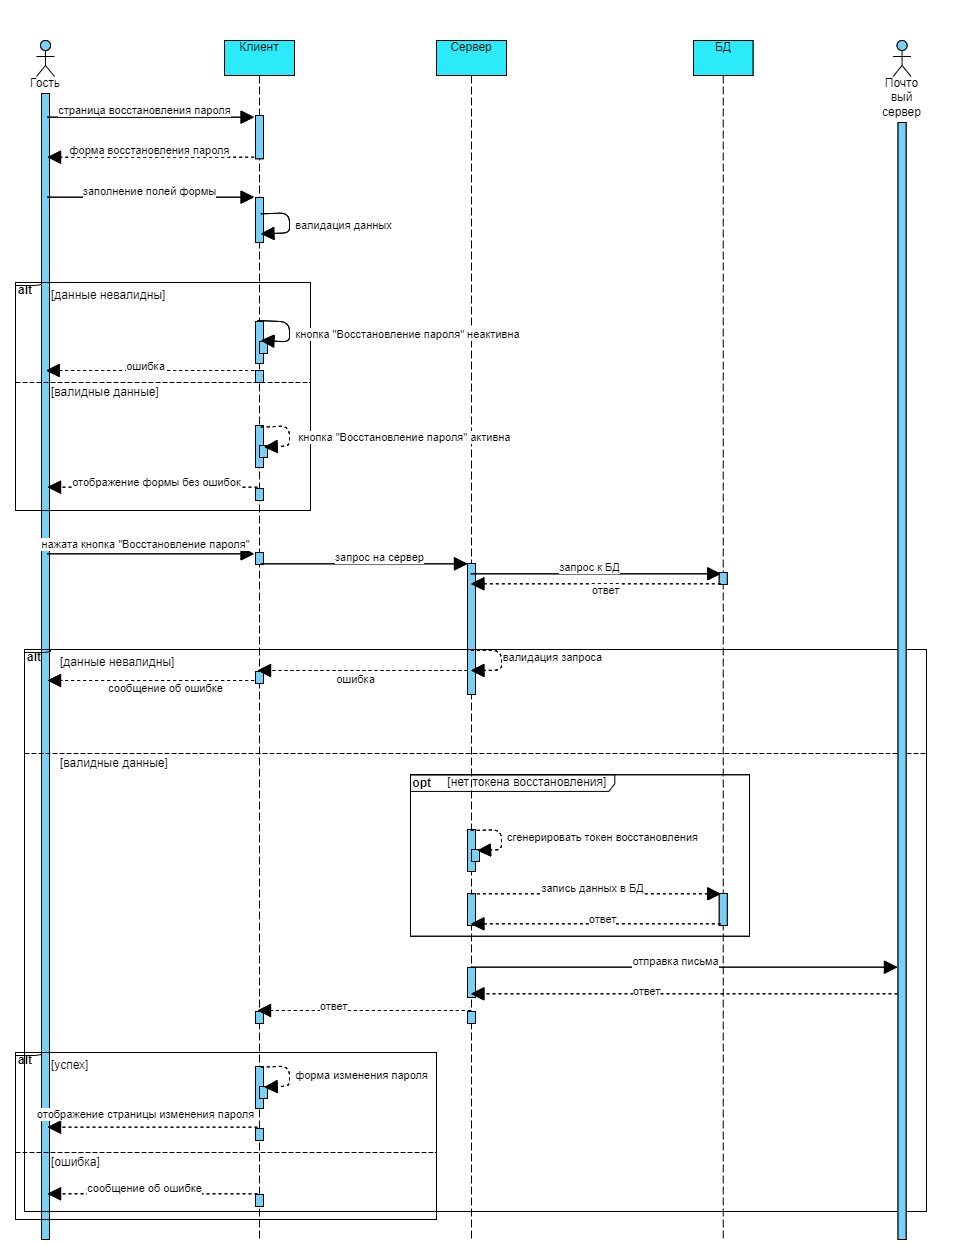 Клиент
Сервер
БД
Гость
Почто
вый
сервер
страница восстановления пароля
форма восстановления пароля
заполнение полей формы
валидация данных
alt
[данные невалидны]
кнопка "Восстановление пароля" неактивна
ошибка
[валидные данные]
кнопка "Восстановление пароля" активна
отображение формы без ошибок
нажата кнопка "Восстановление пароля"
запрос на сервер
запрос к БД
ответ
alt
[данные невалидны]
валидация запроса
ошибка
сообщение об ошибке
[валидные данные]
opt
[нет токена восстановления]
сгенерировать токен восстановления
запись данных в БД
ответ
отправка письма
ответ
ответ
alt
[успех]
форма изменения пароля
отображение страницы изменения пароля
[ошибка]
сообщение об ошибке